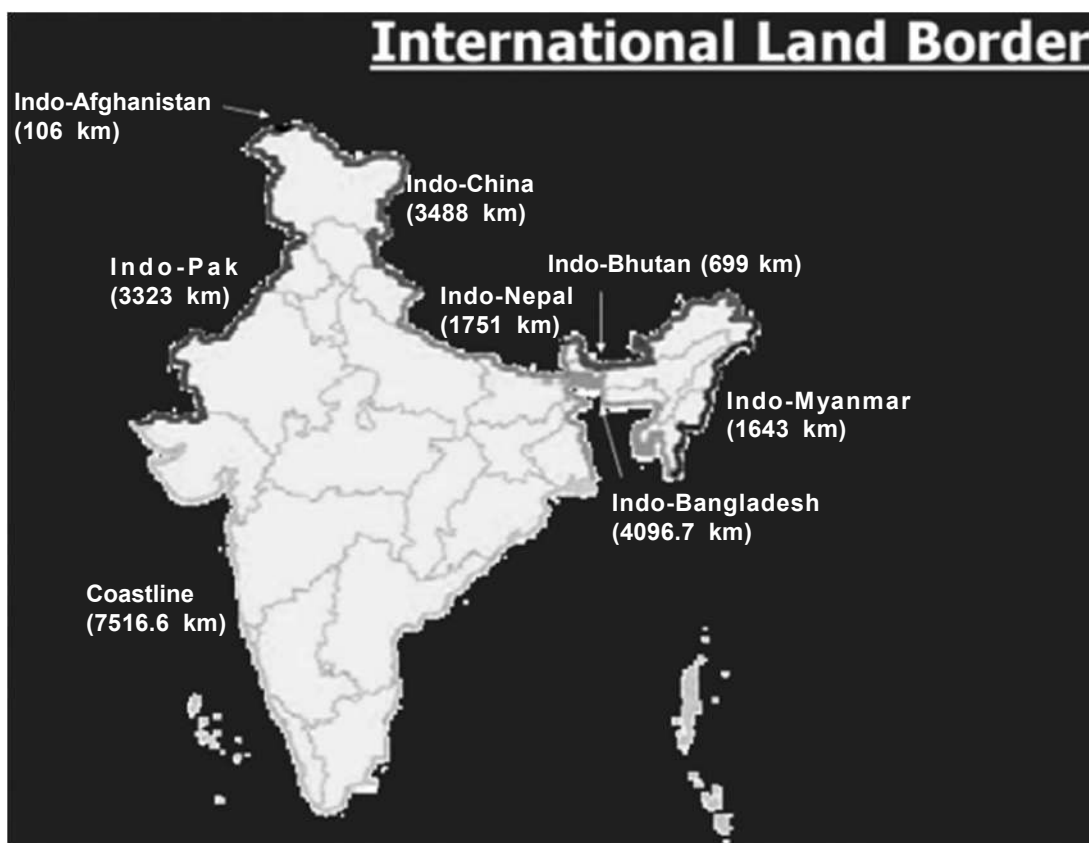 International Land Border
Indo-Afghanistan
(106 km)
Indo-China
(3488 km)
Indo-Pak
(3323 km)
Indo-Bhutan (699 km)
Indo-Nepal
(1751 km)
Indo-Myanmar
(1643 km)
Indo-Bangladesh
(4096.7 km)
Coastline
(7516.6 km)